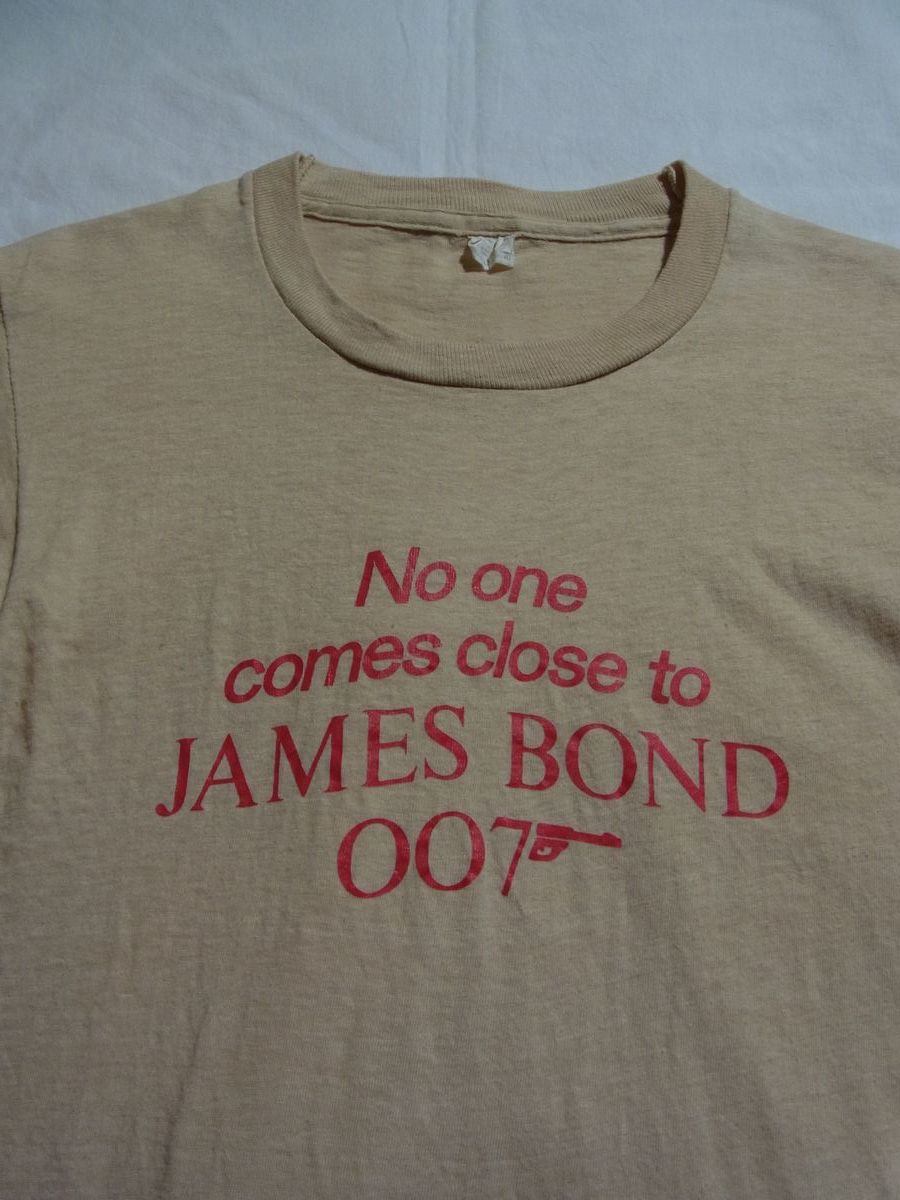 No one
comes close to
JAMES BOND
007